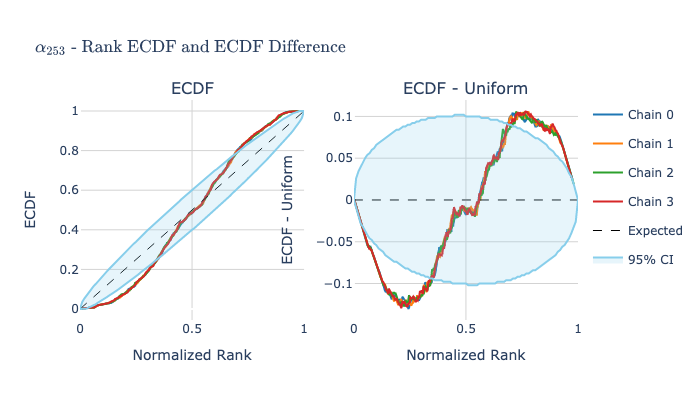 α₂₅₃ - Rank ECDF and ECDF Difference
ECDF
ECDF - Uniform
ECDF
1
0.8
0.6
0.4
0.2
0
0
0.5
1
Normalized Rank
ECDF - Uniform
0.1
0.05
0
−0.05
−0.1
0
0.5
1
Normalized Rank
Chain 0
Chain 1
Chain 2
Chain 3
Expected
95% CI